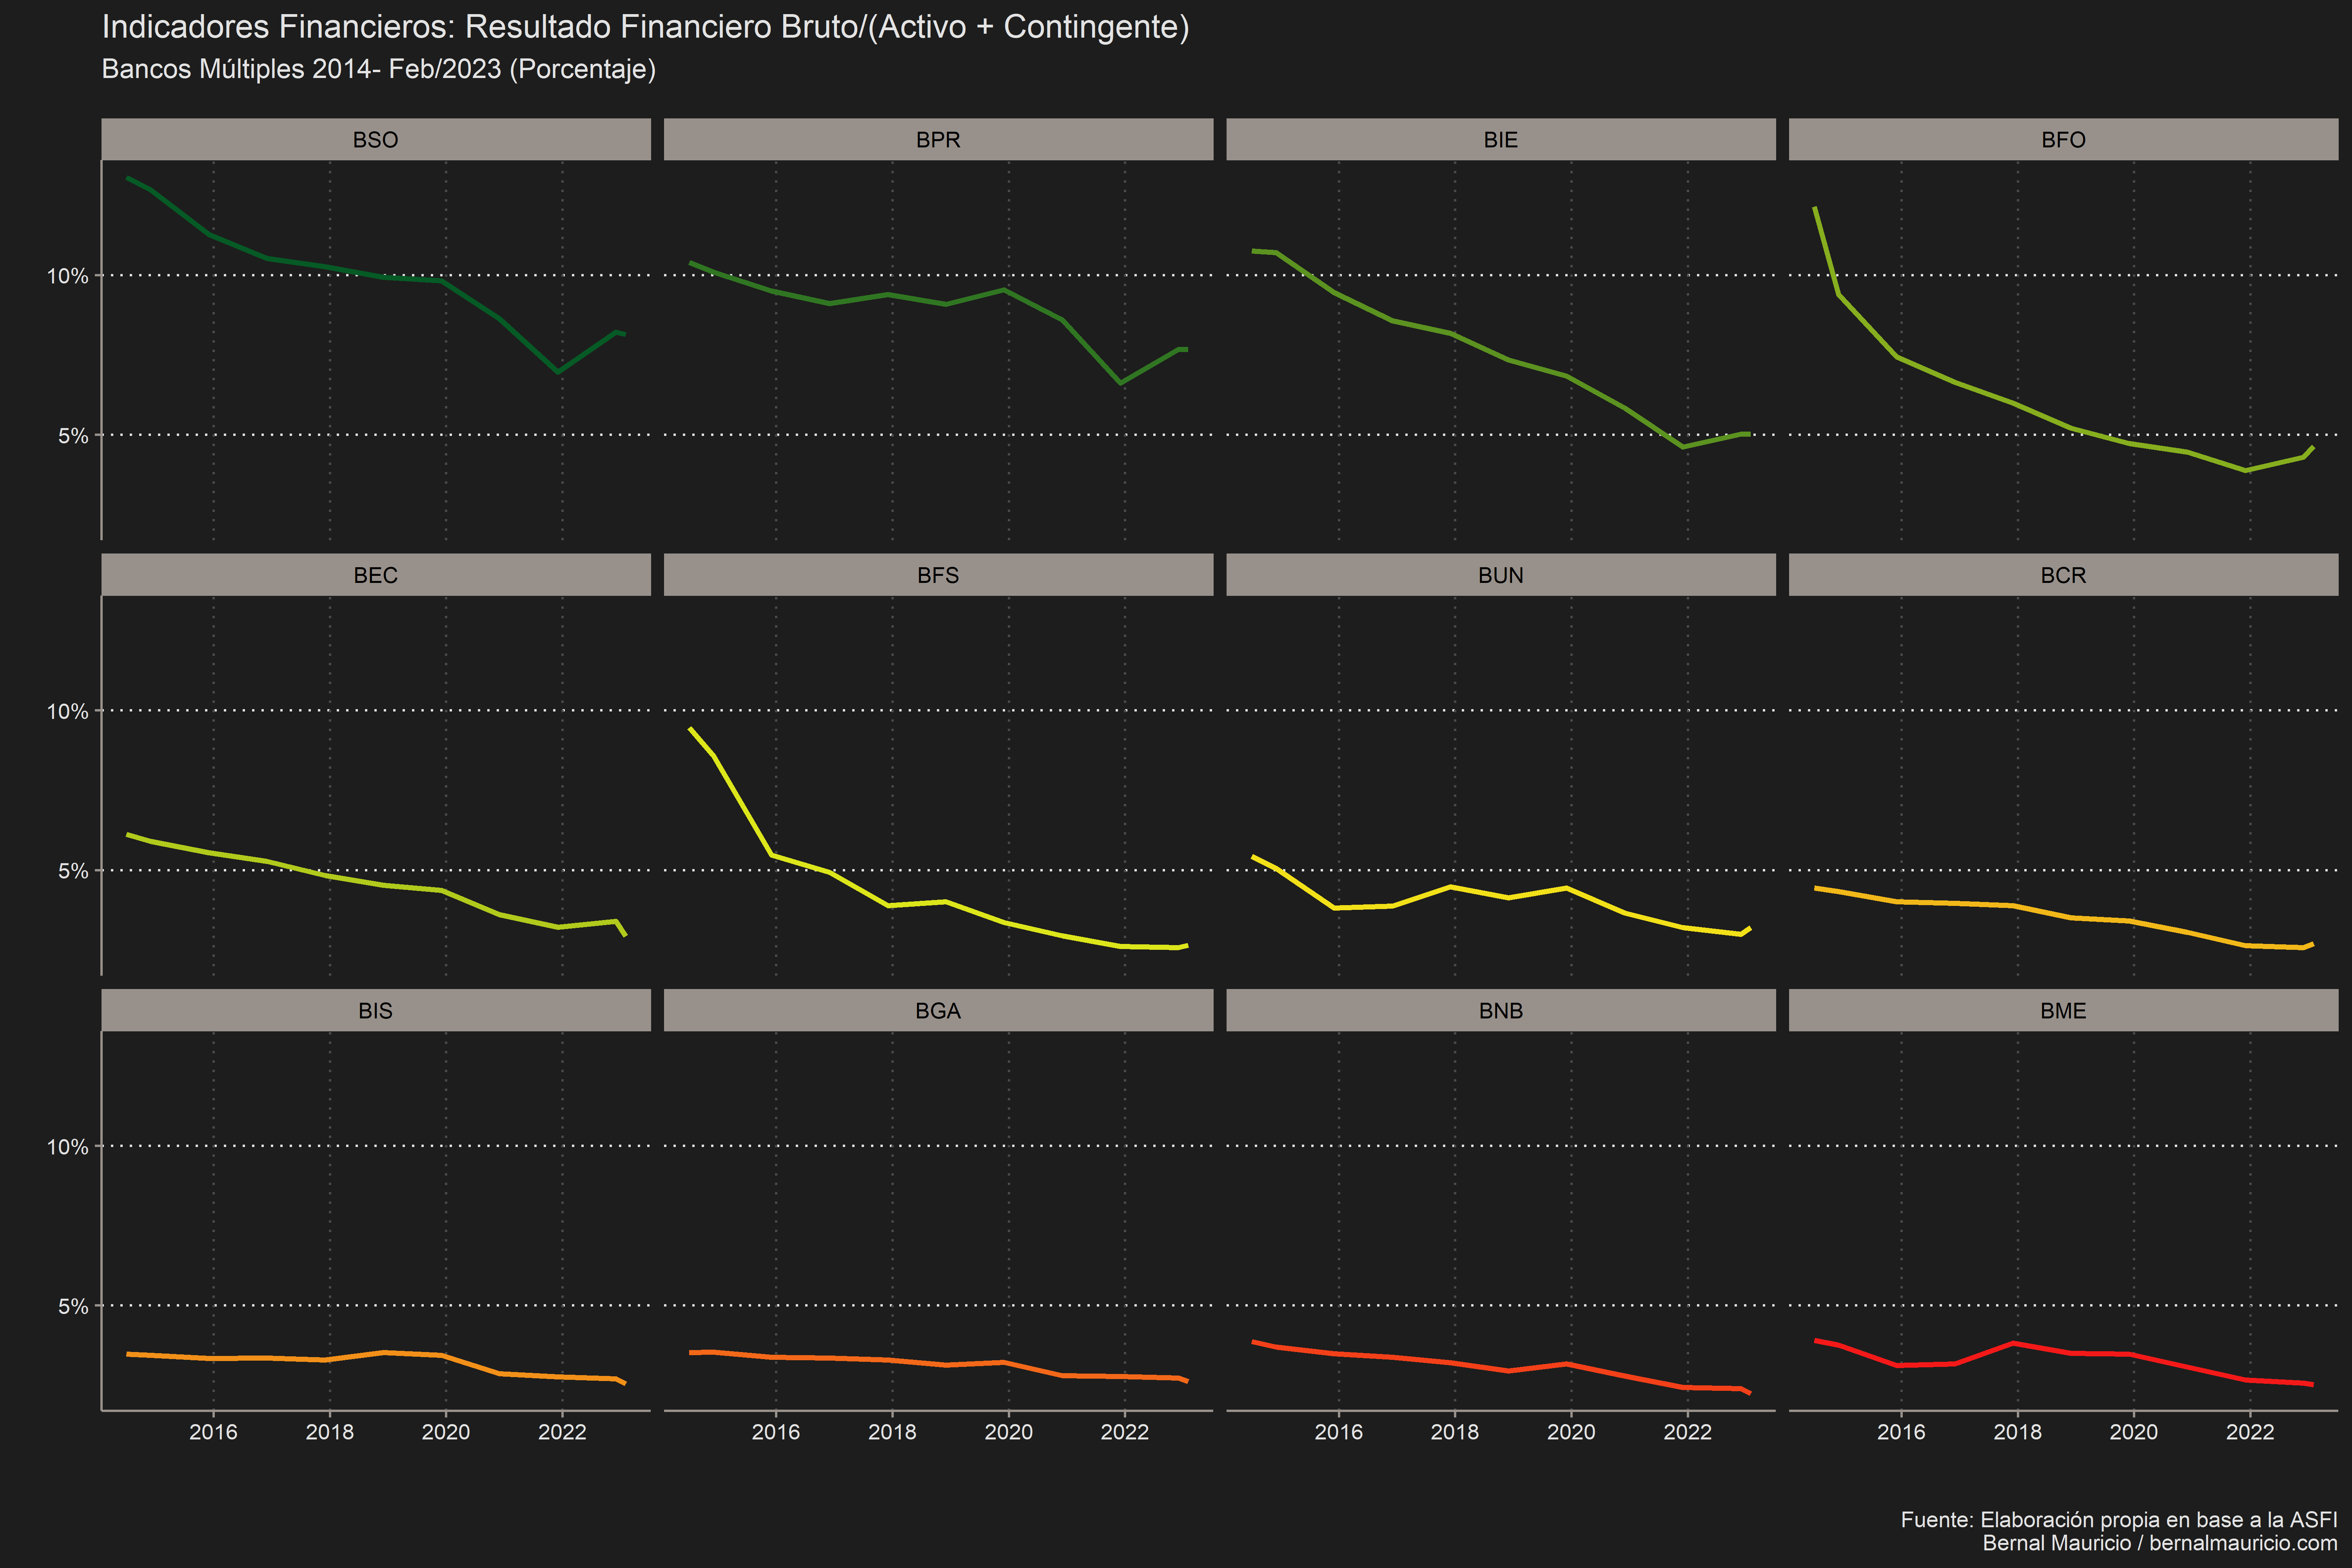 Indicadores Financieros: Resultado Financiero Bruto/(Activo + Contingente)
Bancos Múltiples 2014- Feb/2023 (Porcentaje)
BSO BPR BIE BFO
10%
5%
BEC BFS BUN BCR
10%
5%
BIS BGA BNB BME
10%
5%
2016 2018 2020 2022 2016 2018 2020 2022 2016 2018 2020 2022 2016 2018 2020 2022
Fuente: Elaboración propia en base a la ASFI
Bernal Mauricio / bernalmauricio.com